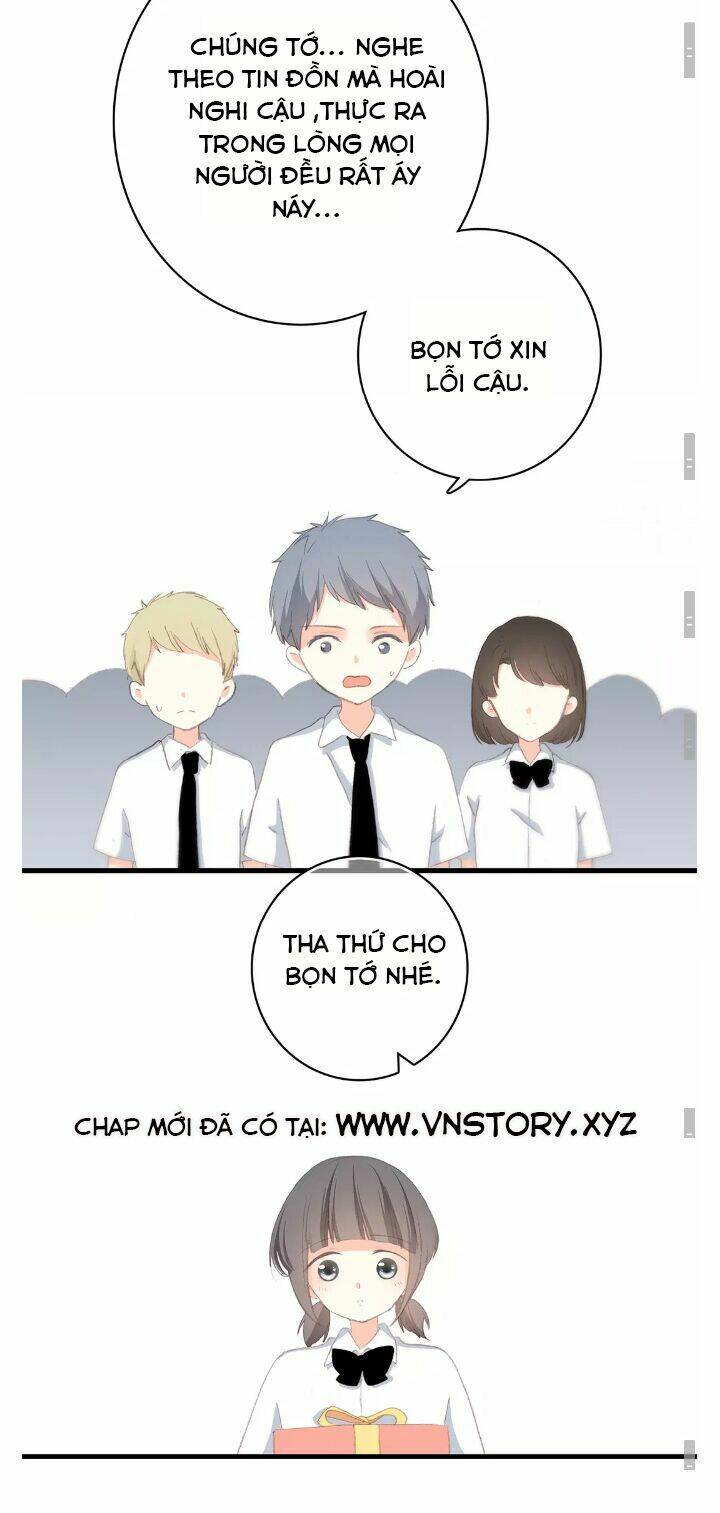 CHÚNG TỚ... NGHE
THEO TIN ĐỒN MÀ HOÀI
NGHI CẬU ,THỰC RA
TRONG LÒNG MỌI
NGƯỜI ĐỀU RẤT ÁY
NÁY...
BỌN TỚ XIN
LỖI CẬU.
THA THỨ CHO
BỌN TỚ NHÉ.
CHAP MỚI ĐÃ CÓ TẠI: WWW.VNSTORY.XYZ